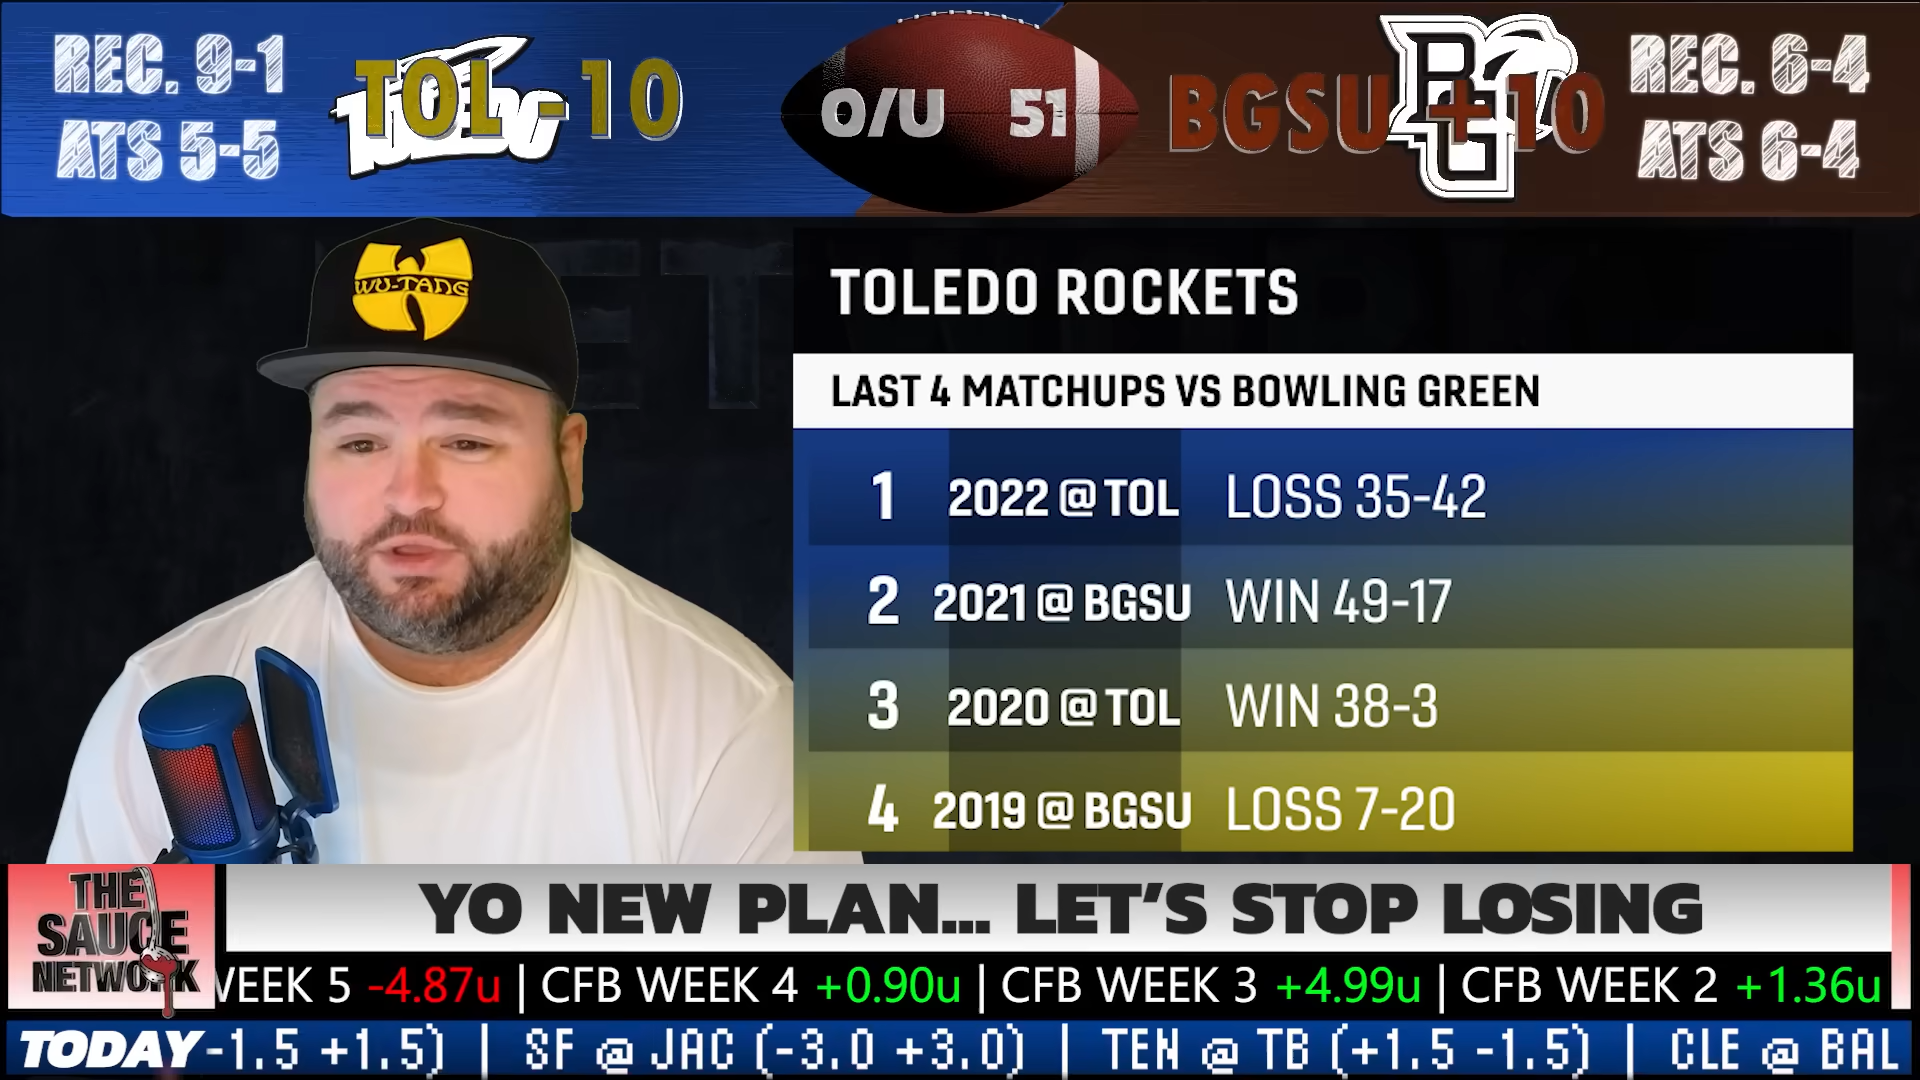 REC. 9-1
ATS 5-5
TOLEDO
TOL -10
O/U 51
BGSU +10
BG
REC. 6-4
ATS 6-4
WU-TANG
TOLEDO ROCKETS
LAST 4 MATCHUPS VS BOWLING GREEN
1 2022 @ TOL LOSS 35-42
2 2021 @ BGSU WIN 49-17
3 2020 @ TOL WIN 38-3
4 2019 @ BGSU LOSS 7-20
THE
SAUCE
NETWORK
YO NEW PLAN... LET'S STOP LOSING
WEEK 5 -4.87u | CFB WEEK 4 +0.90u | CFB WEEK 3 +4.99u | CFB WEEK 2 +1.36u
TODAY -1.5 +1.5) | SF @ JAC (-3.0 +3.0) | TEN @ TB (+1.5 -1.5) | CLE @ BAL